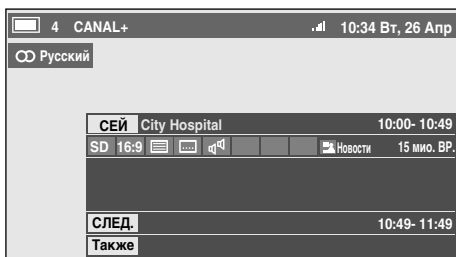 4 CANAL+ 10:34 Вт, 26 Апр
Русский
СЕЙ City Hospital 10:00- 10:49
SD 16:9 Новости 15 мио. ВР.
СЛЕД. 10:49- 11:49
Также